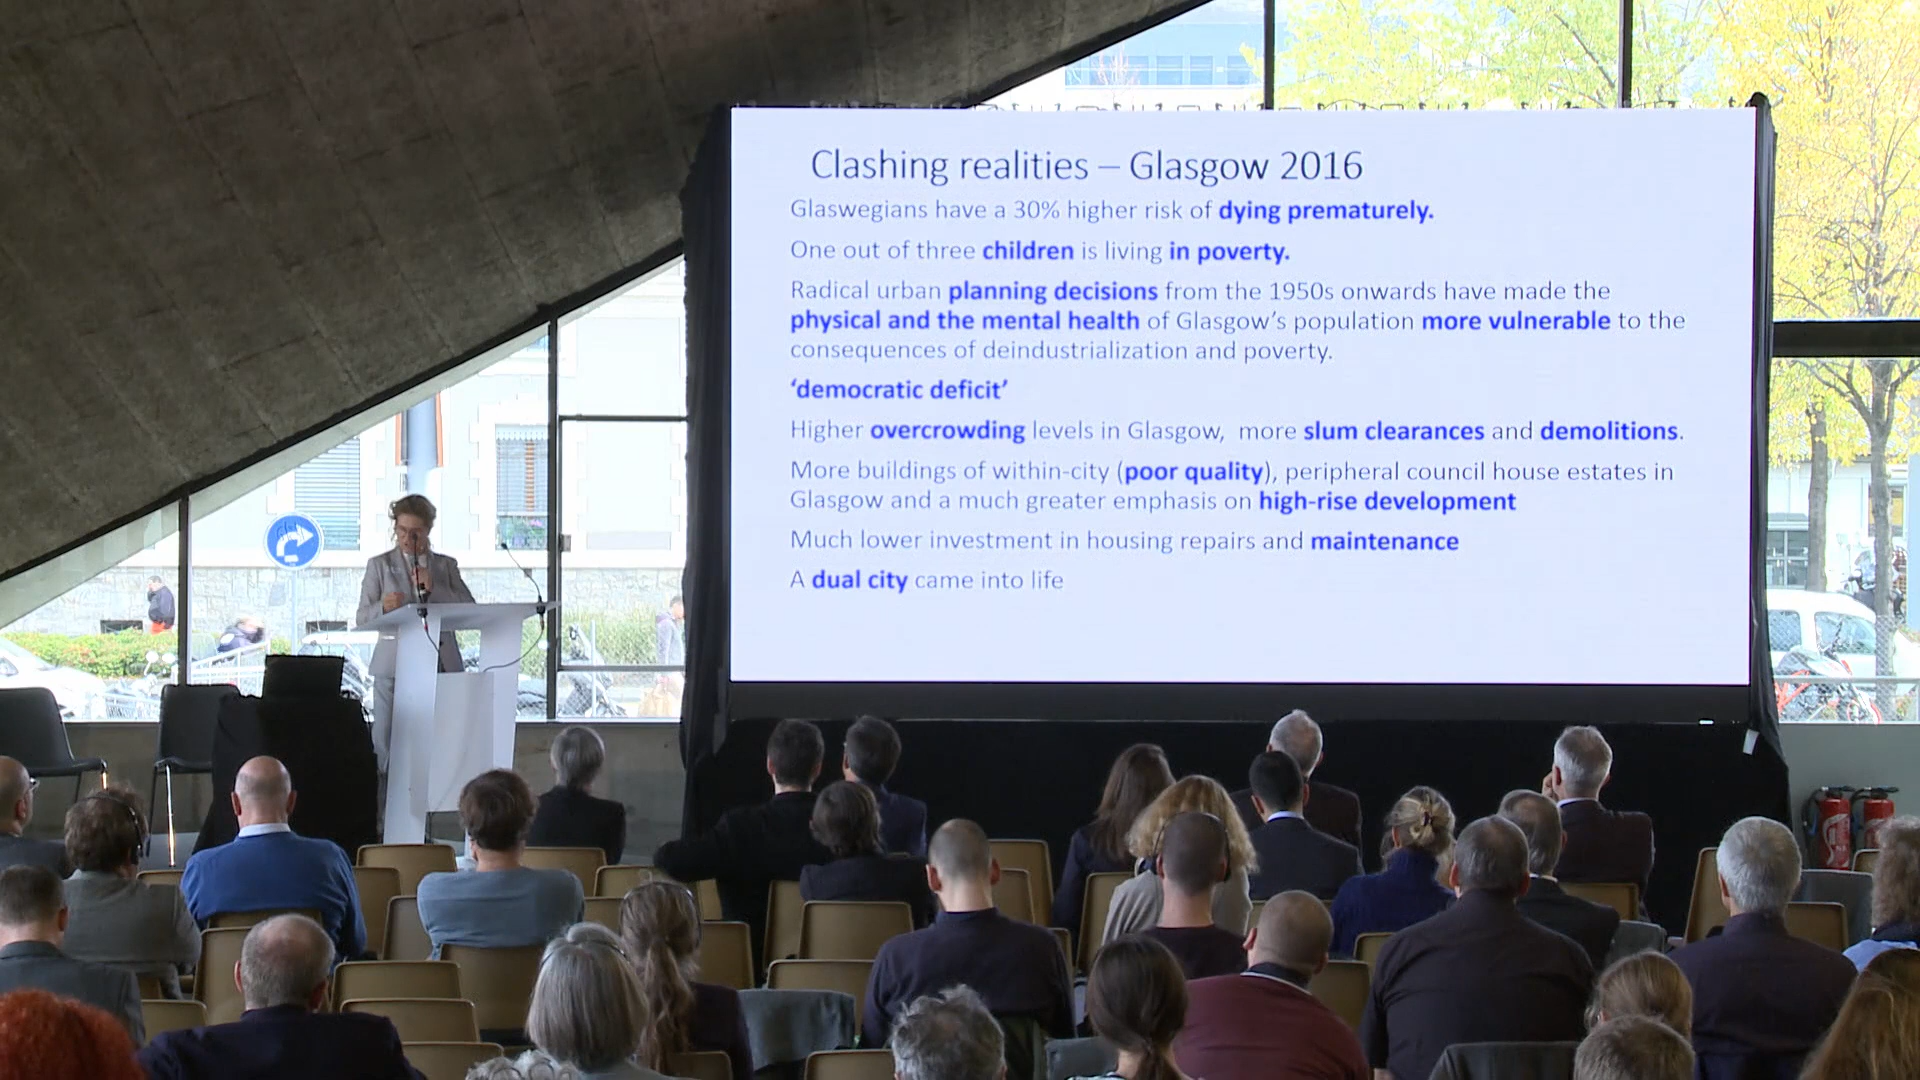 Clashing realities – Glasgow 2016
Glaswegians have a 30% higher risk of dying prematurely.
One out of three children is living in poverty.
Radical urban planning decisions from the 1950s onwards have made the
physical and the mental health of Glasgow’s population more vulnerable to the
consequences of deindustrialization and poverty.
‘democratic deficit’
Higher overcrowding levels in Glasgow, more slum clearances and demolitions.
More buildings of within-city (poor quality), peripheral council house estates in
Glasgow and a much greater emphasis on high-rise development
Much lower investment in housing repairs and maintenance
A dual city came into life